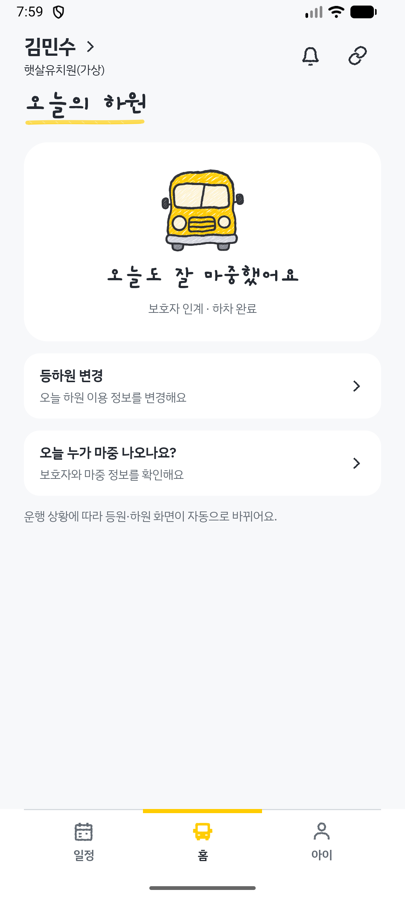 7:59
김민수
햇살유치원(가상)
오늘의 하원
오늘도 잘 마중했어요
보호자 인계 · 하차 완료
등하원 변경
오늘 하원 이용 정보를 변경해요
오늘 누가 마중 나오나요?
보호자와 마중 정보를 확인해요
운행 상황에 따라 등원·하원 화면이 자동으로 바뀌어요.
일정
홈
아이